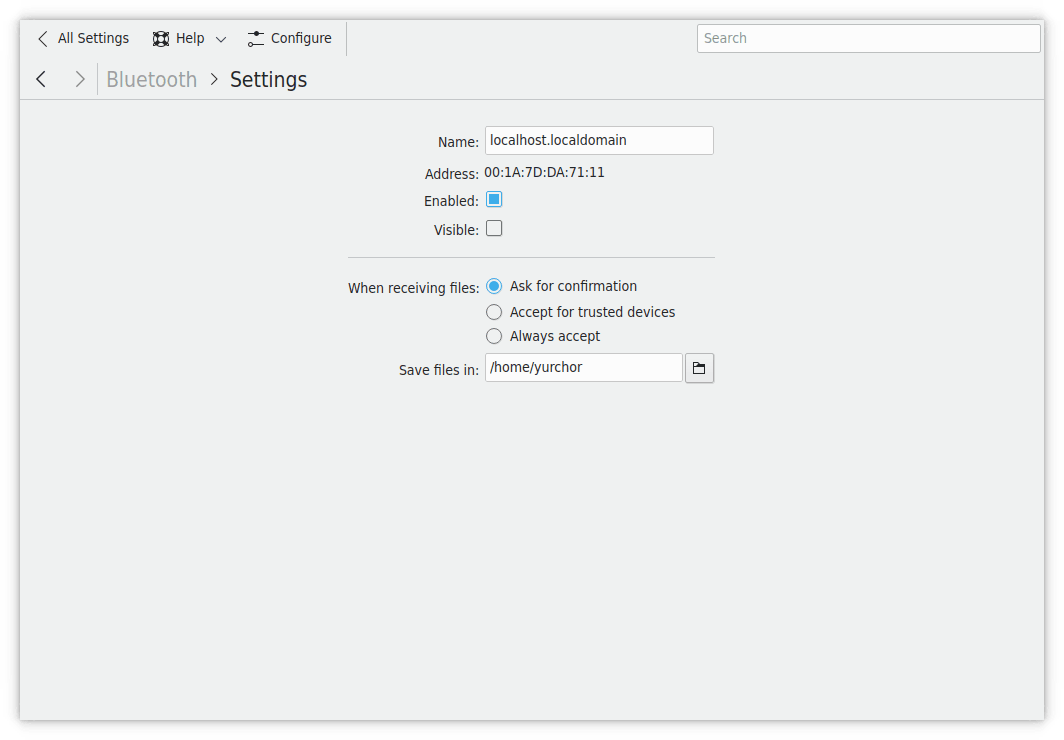 All Settings Help Configure Search
Bluetooth > Settings
Name: localhost.localdomain
Address: 00:1A:7D:DA:71:11
Enabled:
Visible:
When receiving files: Ask for confirmation
Accept for trusted devices
Always accept
Save files in: /home/yurchor